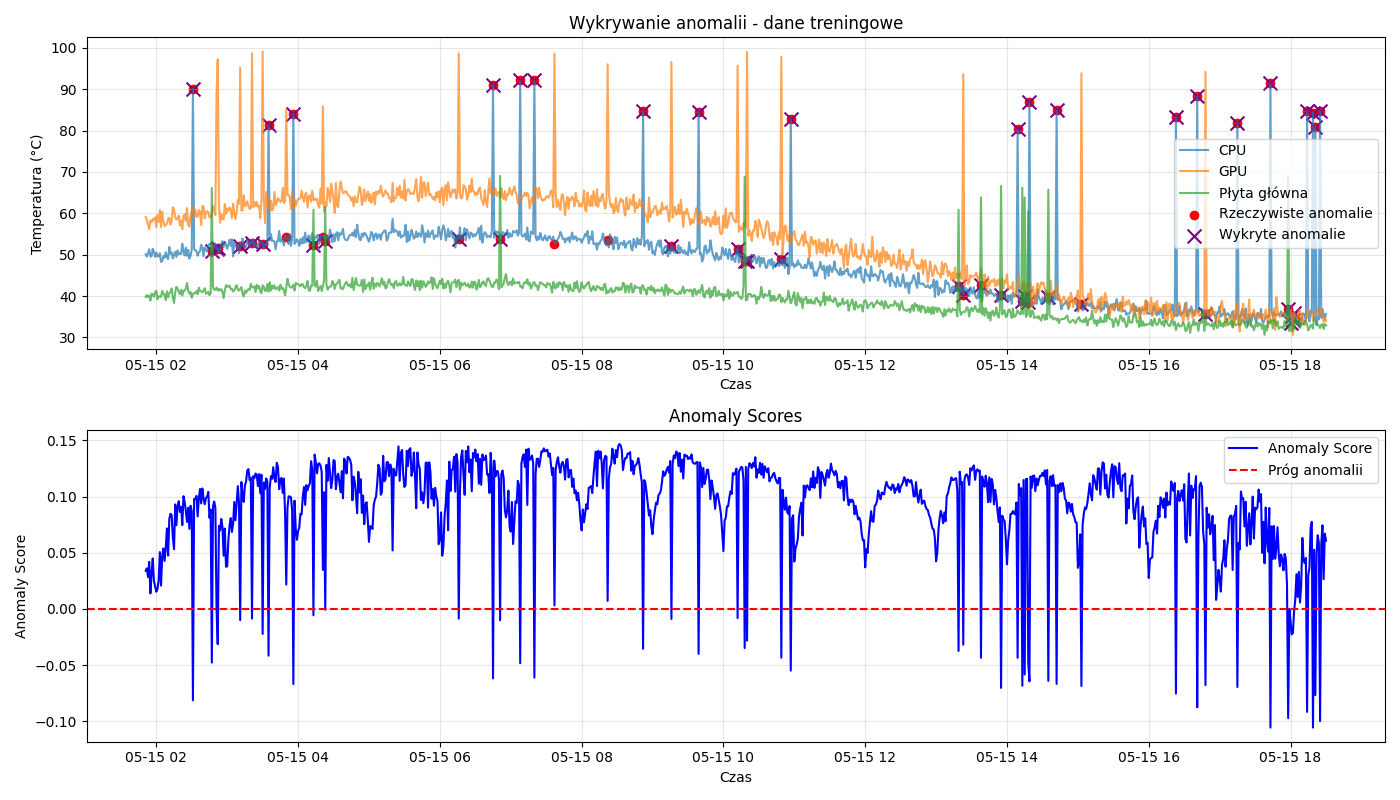 Wykrywanie anomalii - dane treningowe
Temperatura (°C)
100
90
80
70
60
50
40
30
CPU
GPU
Płyta główna
Rzeczywiste anomalie
Wykryte anomalie
05-15 02
05-15 04
05-15 06
05-15 08
05-15 10
05-15 12
05-15 14
05-15 16
05-15 18
Czas
Anomaly Scores
Anomaly Score
0.15
0.10
0.05
0.00
−0.05
−0.10
Anomaly Score
Próg anomalii
05-15 02
05-15 04
05-15 06
05-15 08
05-15 10
05-15 12
05-15 14
05-15 16
05-15 18
Czas